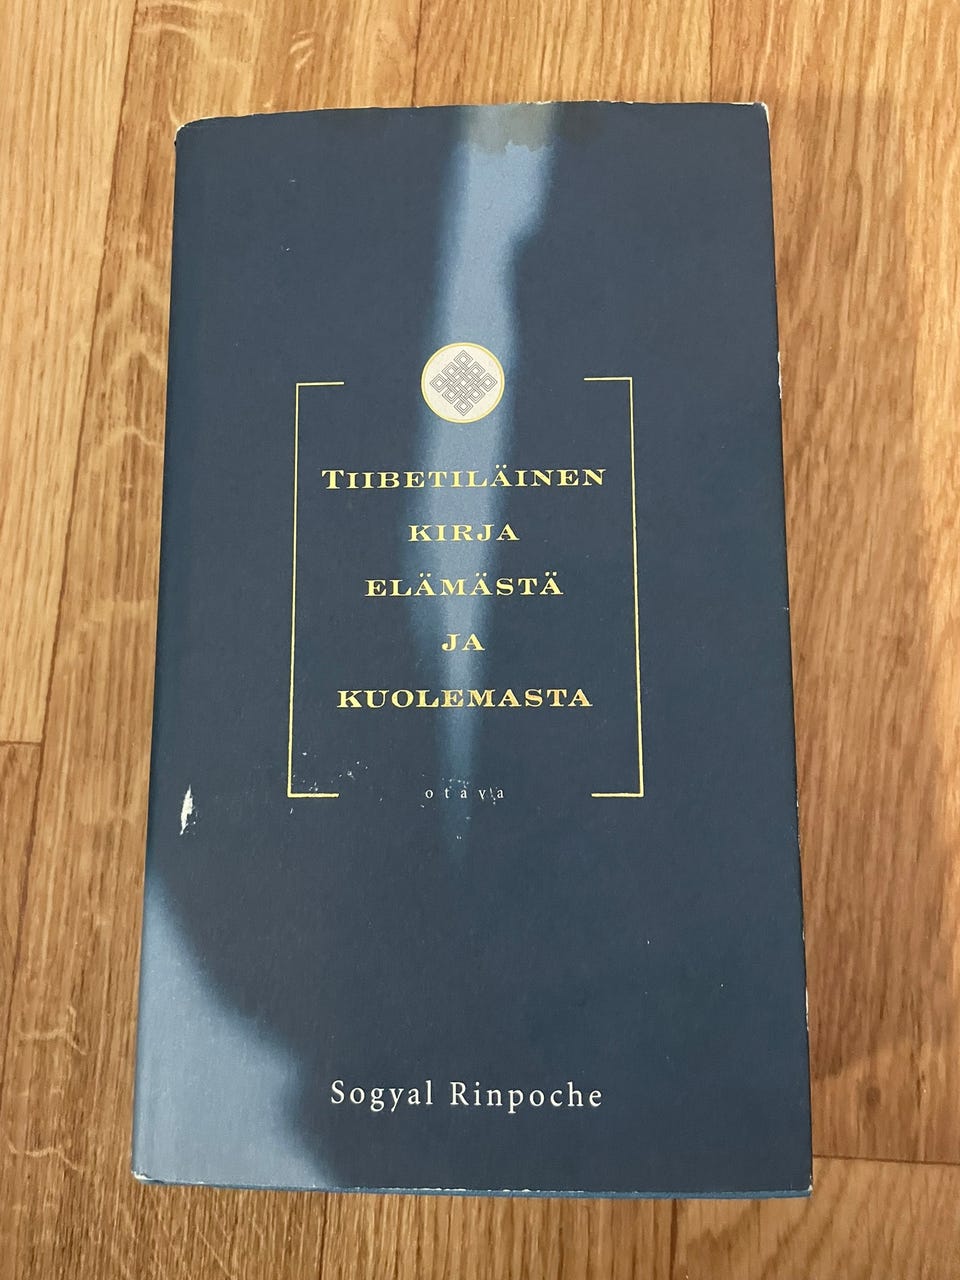 Tiibetiläinen
kirja
elämästä
ja
kuolemasta
otava
Sogyal Rinpoche